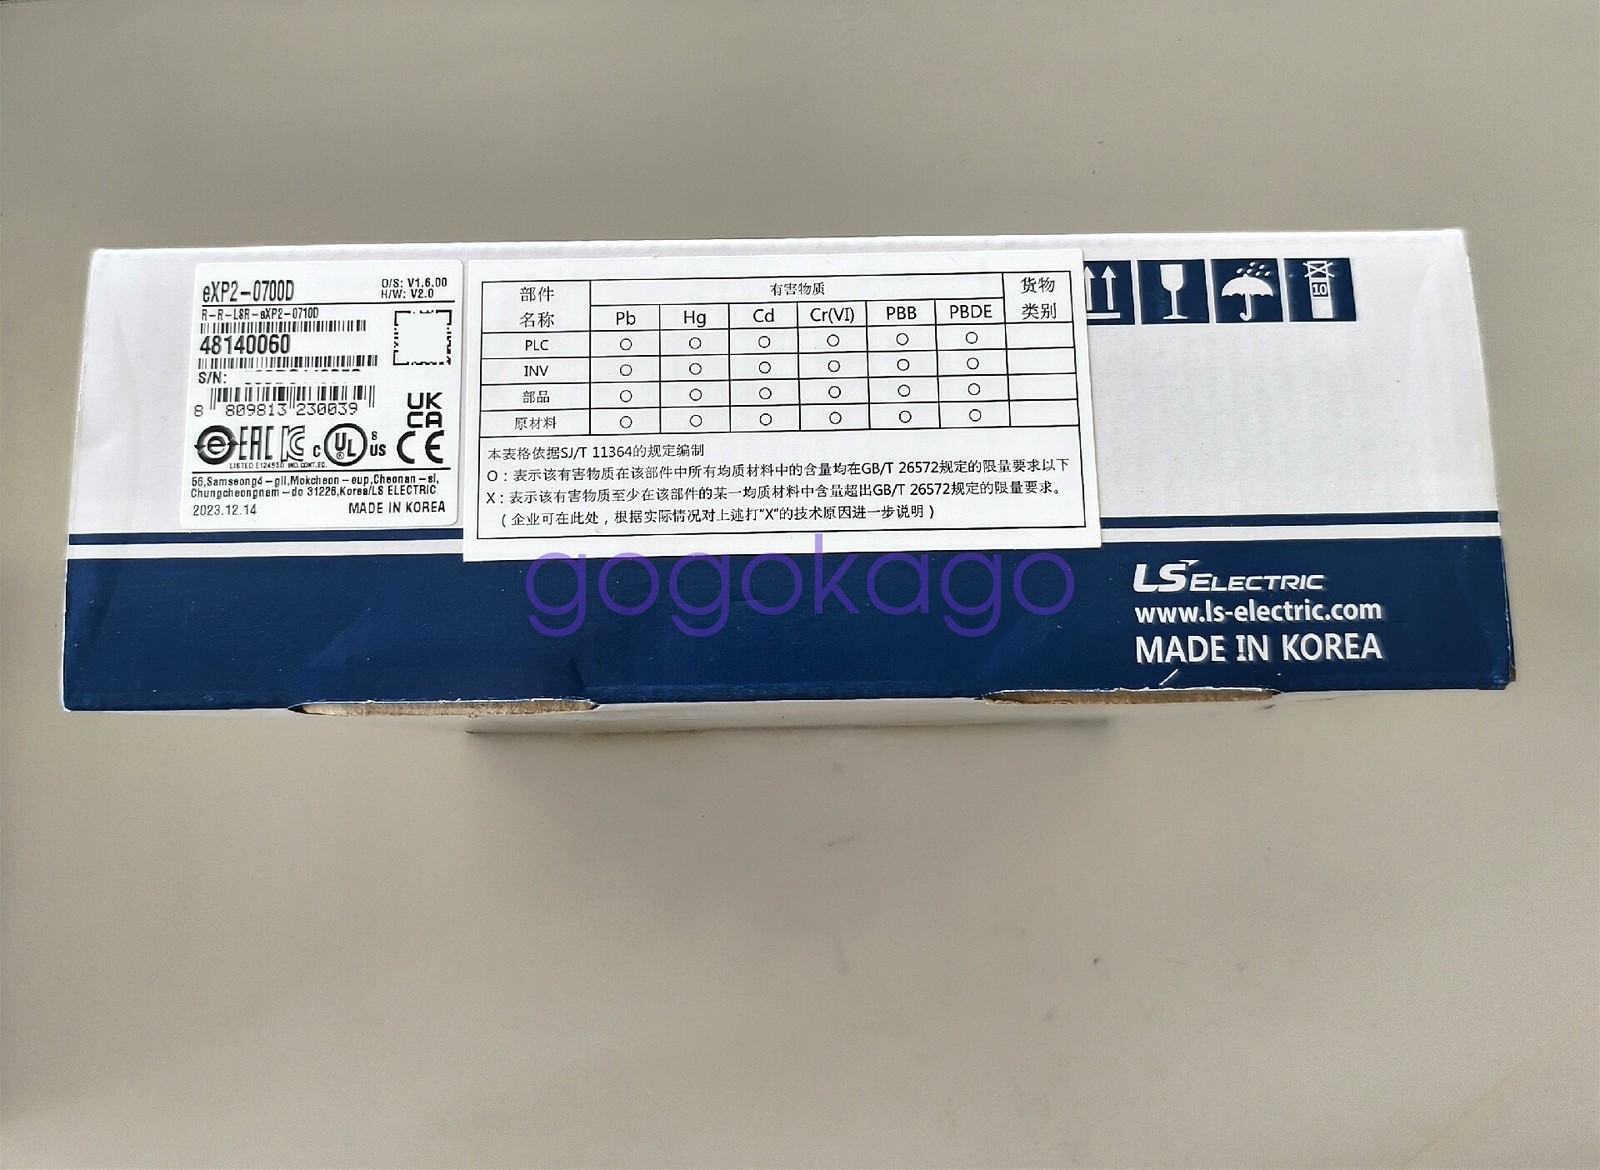 eXP2-0700D
O/S: V1.6.00
H/W: V2.0
R-R-LSR-eXP2-0710D
48140060
S/N:
8 809813 230039
UK
CA
EAC
c UL us
LISTED E124950 IND.CONT.EQ.
CE
56,Samseong4-gil,Mokcheon-eup,Cheonan-si,
Chungcheongnam-do 31226,Korea/LS ELECTRIC
2023.12.14 MADE IN KOREA
部件名称 有害物质 货物类别
Pb Hg Cd Cr(VI) PBB PBDE
PLC ○ ○ ○ ○ ○ ○
INV ○ ○ ○ ○ ○ ○
部品 ○ ○ ○ ○ ○ ○
原材料 ○ ○ ○ ○ ○ ○
本表格依据SJ/T 11364的规定编制
O：表示该有害物质在该部件中所有均质材料中的含量均在GB/T 26572规定的限量要求以下
X：表示该有害物质至少在该部件的某一均质材料中含量超出GB/T 26572规定的限量要求。
（企业可在此处，根据实际情况对上述打“X”的技术原因进一步说明）
10
gogokago
LS ELECTRIC
www.ls-electric.com
MADE IN KOREA